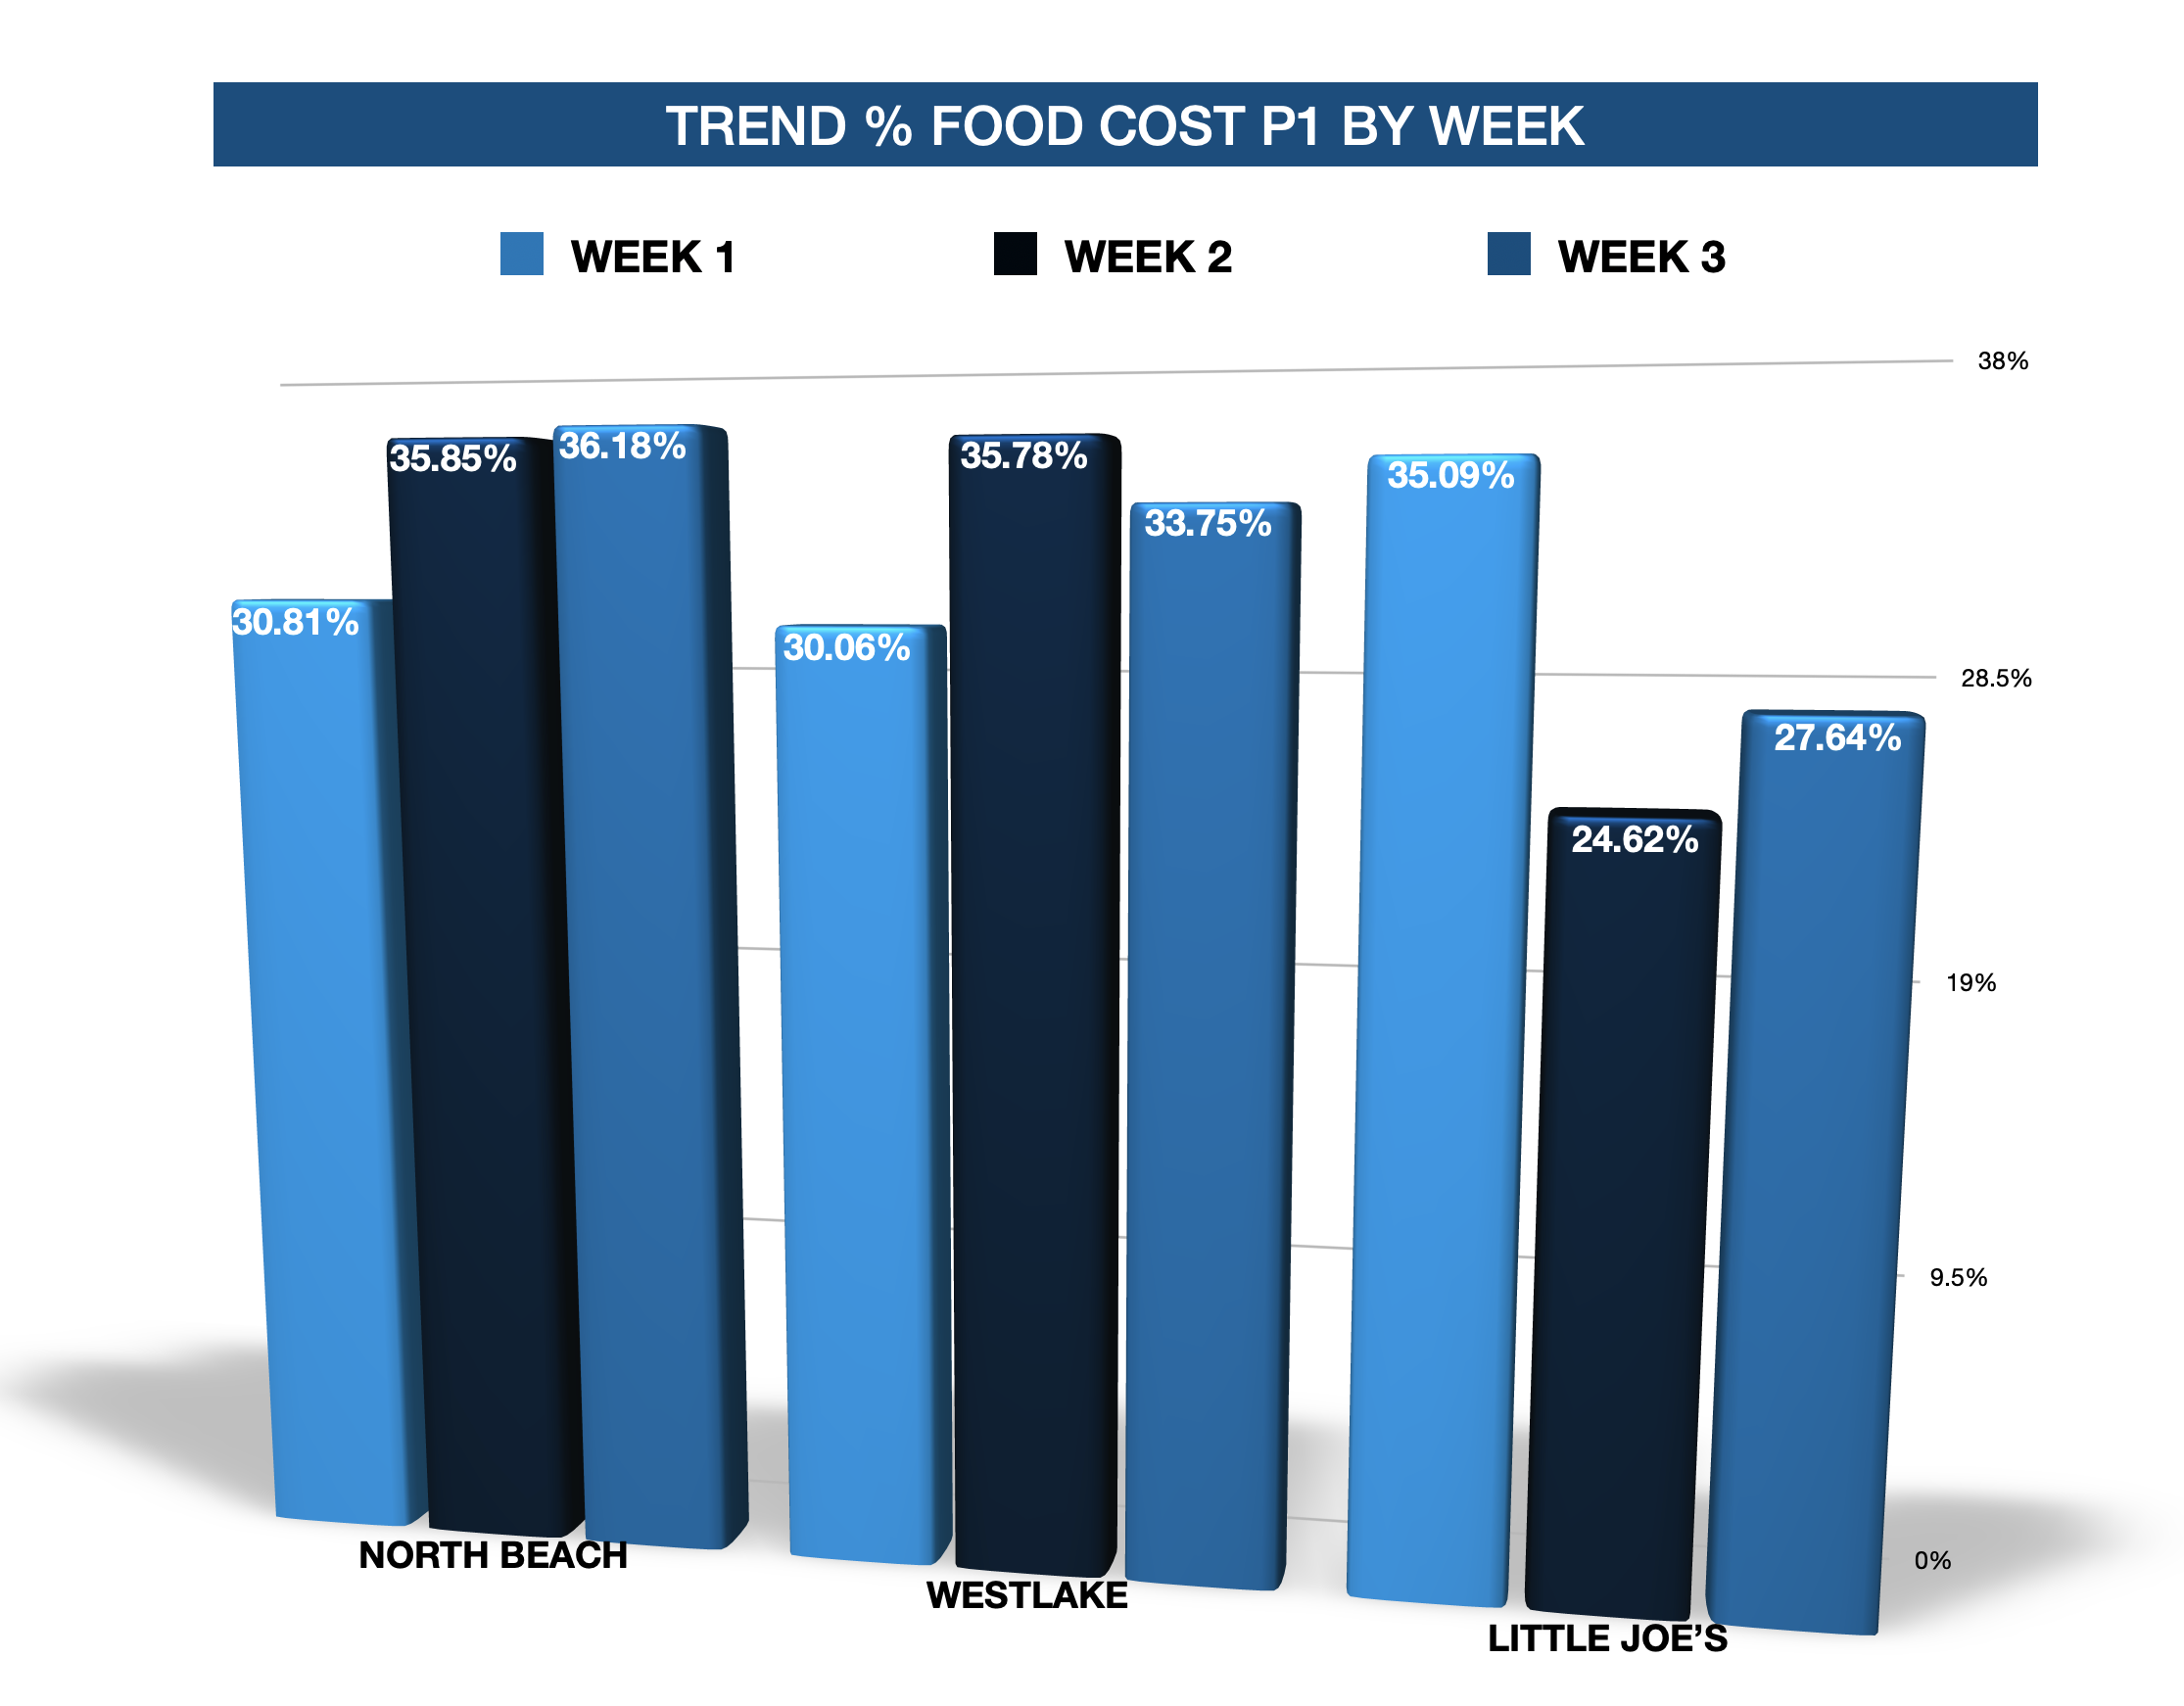 TREND % FOOD COST P1 BY WEEK
WEEK 1 WEEK 2 WEEK 3
38%
35.85% 36.18% 35.78% 35.09%
33.75%
30.81% 30.06%
28.5%
27.64%
24.62%
19%
9.5%
0%
NORTH BEACH
WESTLAKE
LITTLE JOE’S